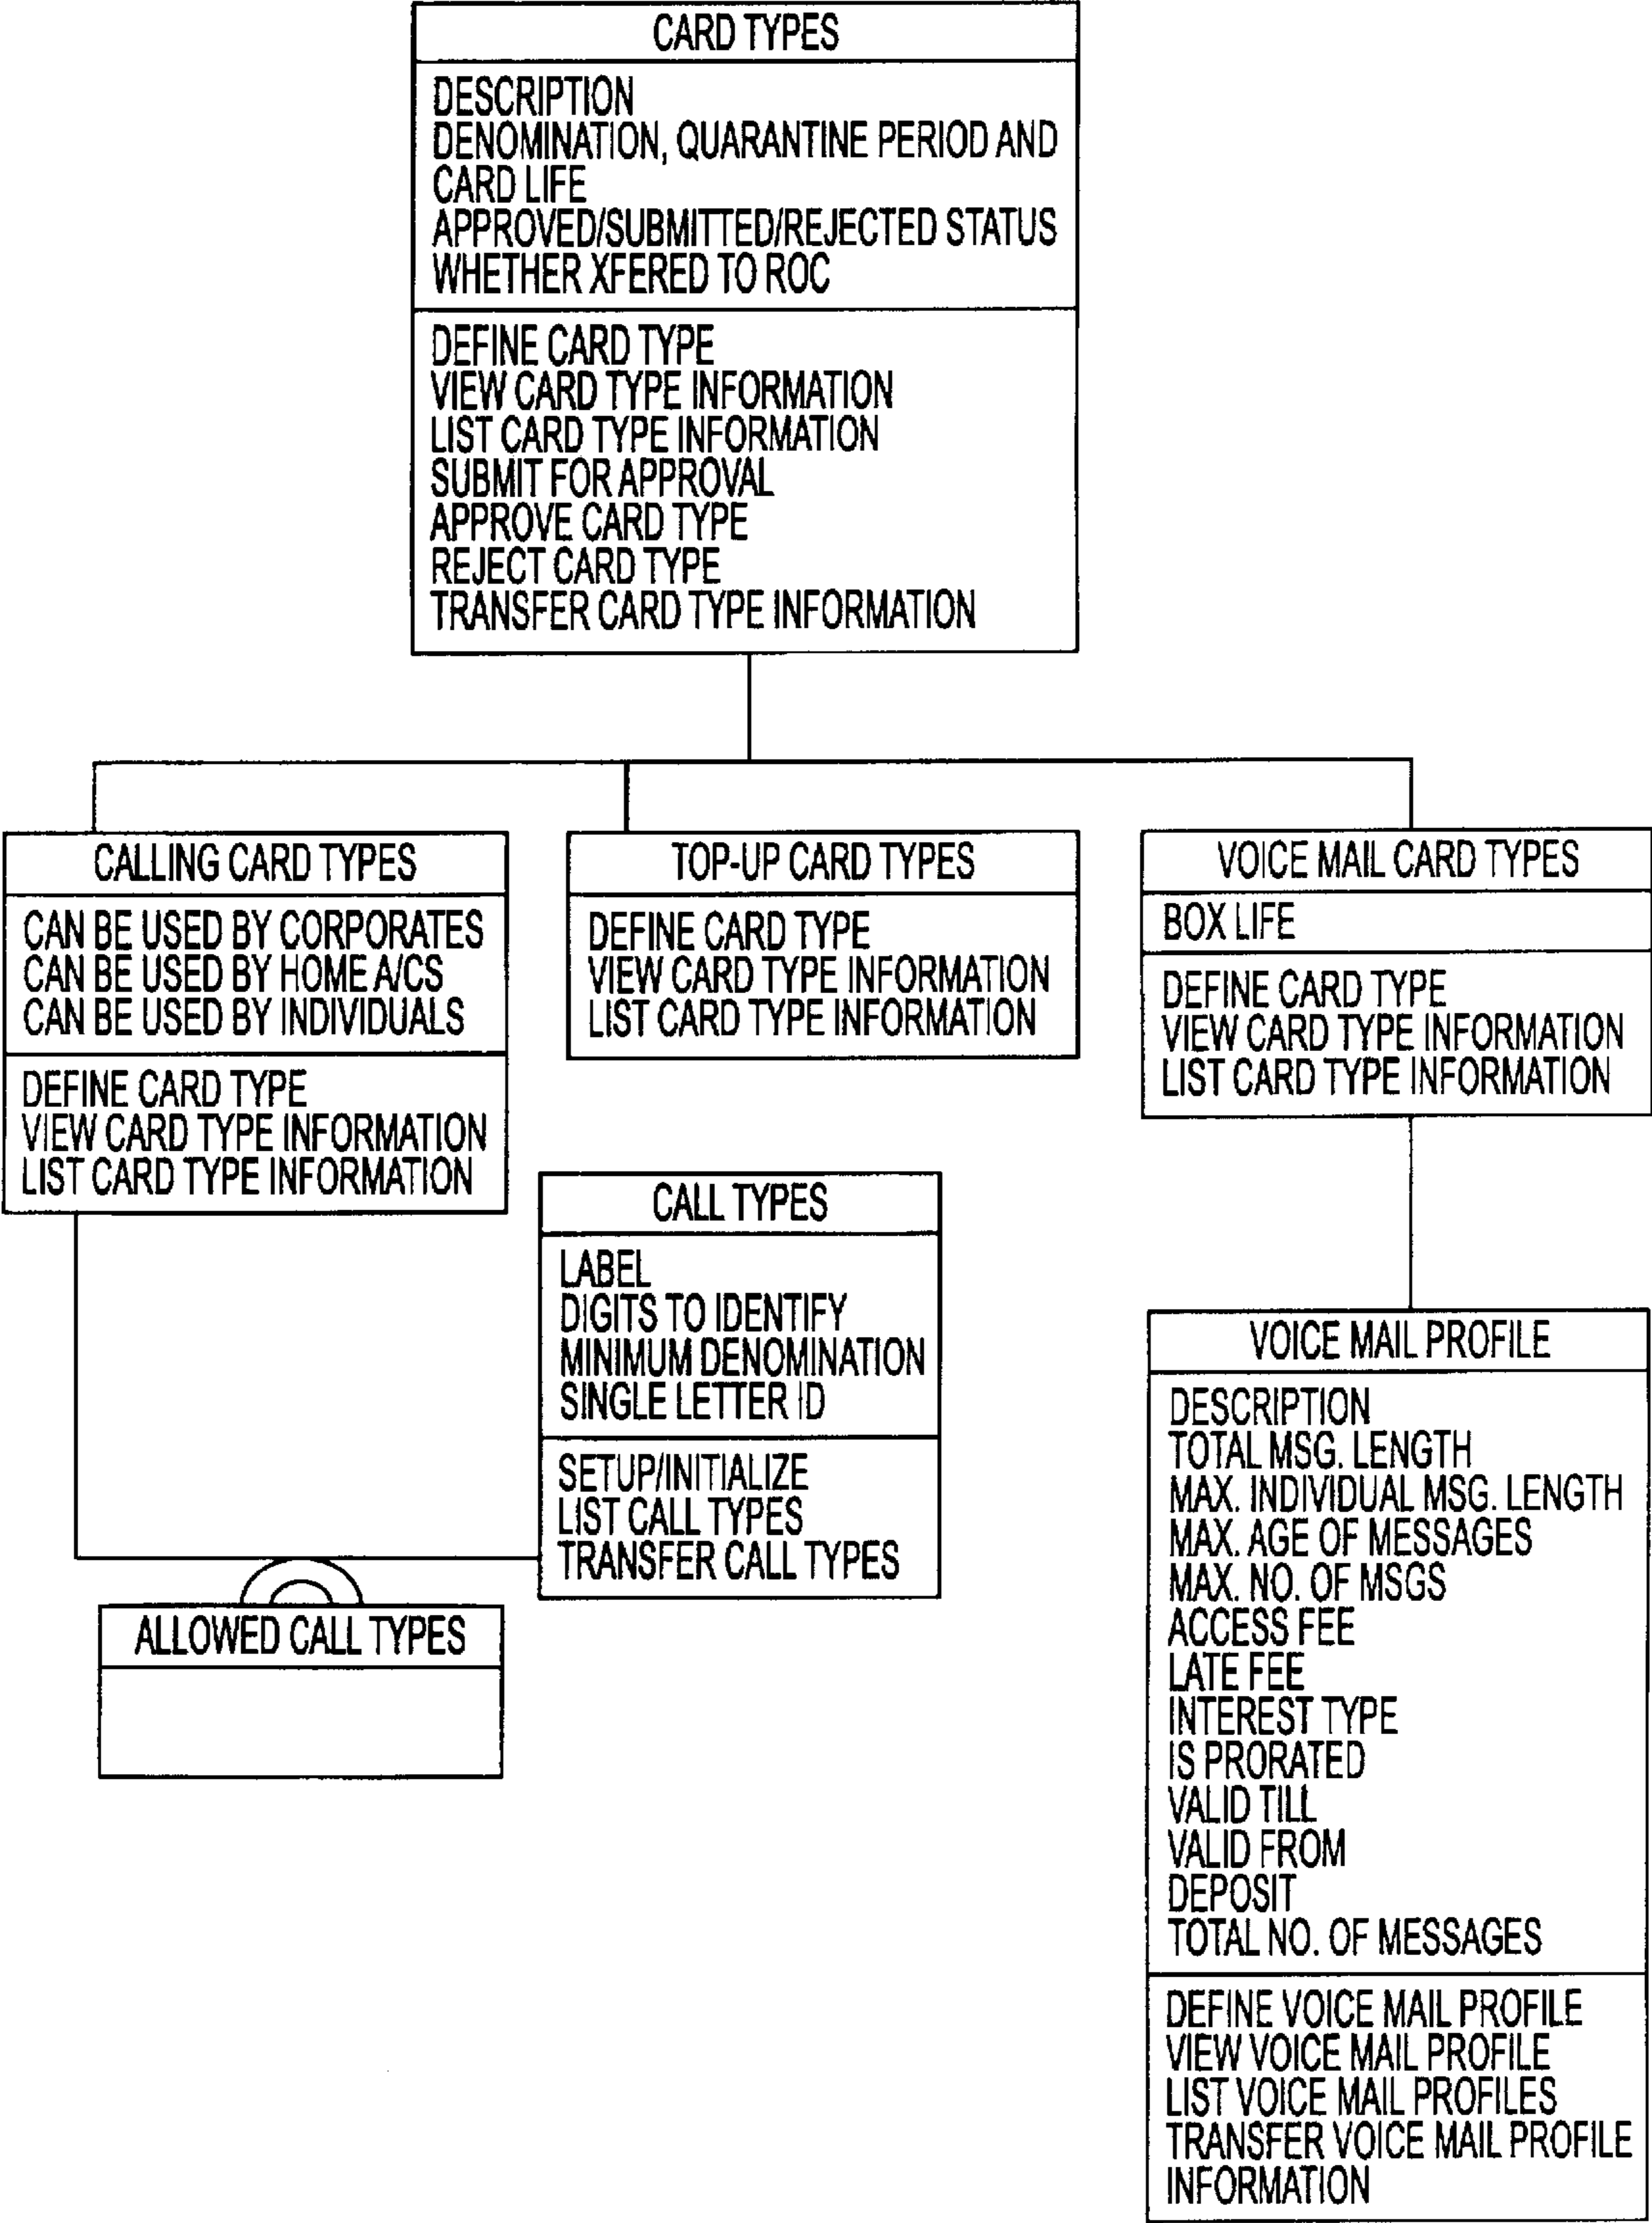 CARD TYPES
DESCRIPTION
DENOMINATION, QUARANTINE PERIOD AND
CARD LIFE
APPROVED/SUBMITTED/REJECTED STATUS
WHETHER XFERED TO ROC
DEFINE CARD TYPE
VIEW CARD TYPE INFORMATION
LIST CARD TYPE INFORMATION
SUBMIT FOR APPROVAL
APPROVE CARD TYPE
REJECT CARD TYPE
TRANSFER CARD TYPE INFORMATION
CALLING CARD TYPES
CAN BE USED BY CORPORATES
CAN BE USED BY HOME A/CS
CAN BE USED BY INDIVIDUALS
DEFINE CARD TYPE
VIEW CARD TYPE INFORMATION
LIST CARD TYPE INFORMATION
TOP-UP CARD TYPES
DEFINE CARD TYPE
VIEW CARD TYPE INFORMATION
LIST CARD TYPE INFORMATION
VOICE MAIL CARD TYPES
BOX LIFE
DEFINE CARD TYPE
VIEW CARD TYPE INFORMATION
LIST CARD TYPE INFORMATION
CALL TYPES
LABEL
DIGITS TO IDENTIFY
MINIMUM DENOMINATION
SINGLE LETTER ID
SETUP/INITIALIZE
LIST CALL TYPES
TRANSFER CALL TYPES
ALLOWED CALL TYPES
VOICE MAIL PROFILE
DESCRIPTION
TOTAL MSG. LENGTH
MAX. INDIVIDUAL MSG. LENGTH
MAX. AGE OF MESSAGES
MAX. NO. OF MSGS
ACCESS FEE
LATE FEE
INTEREST TYPE
IS PRORATED
VALID TILL
VALID FROM
DEPOSIT
TOTAL NO. OF MESSAGES
DEFINE VOICE MAIL PROFILE
VIEW VOICE MAIL PROFILE
LIST VOICE MAIL PROFILES
TRANSFER VOICE MAIL PROFILE
INFORMATION